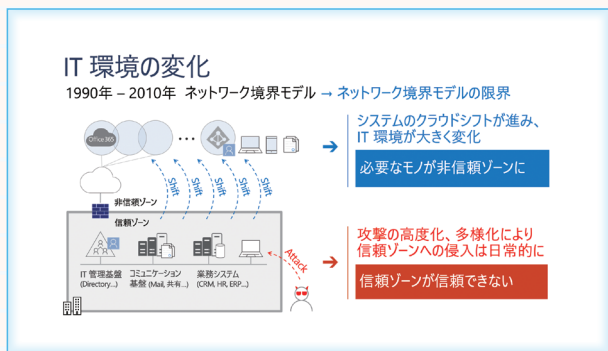 IT 環境の変化
1990年 – 2010年 ネットワーク境界モデル → ネットワーク境界モデルの限界
Office 365
Shift
Shift
Shift
Shift
Shift
非信頼ゾーン
信頼ゾーン
IT 管理基盤
(Directory...)
コミュニケーション
基盤 (Mail, 共有...)
業務システム
(CRM, HR, ERP...)
Attack
→ システムのクラウドシフトが進み、
IT 環境が大きく変化
必要なモノが非信頼ゾーンに
→ 攻撃の高度化、多様化により
信頼ゾーンへの侵入は日常的に
信頼ゾーンが信頼できない